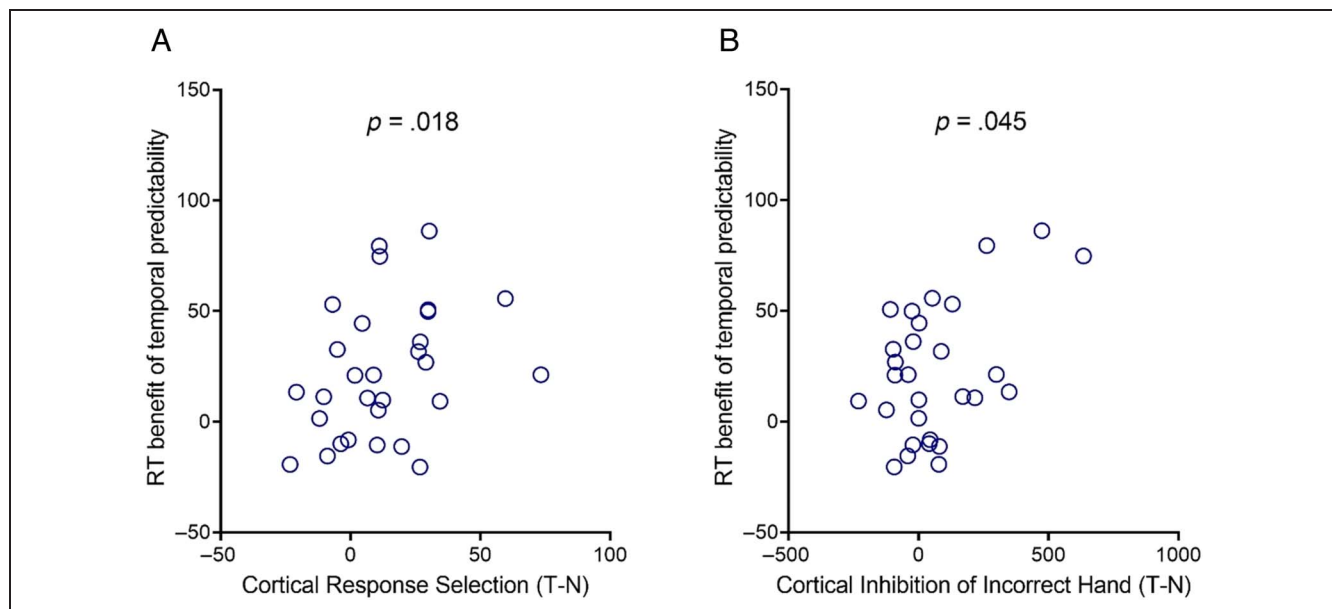 A
B
RT benefit of temporal predictability
150
100
50
0
–50
p = .018
–50
0
50
100
Cortical Response Selection (T-N)
RT benefit of temporal predictability
150
100
50
0
–50
p = .045
–500
0
500
1000
Cortical Inhibition of Incorrect Hand (T-N)